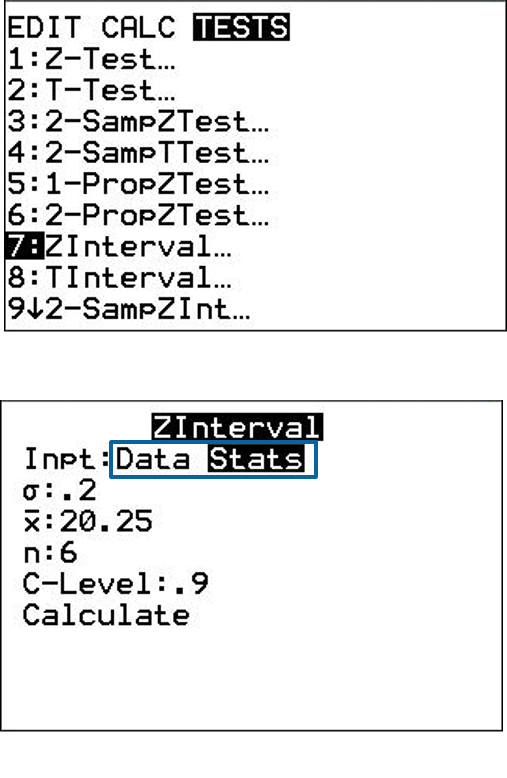 EDIT CALC TESTS
1:Z-Test…
2:T-Test…
3:2-SampZTest…
4:2-SampTTest…
5:1-PropZTest…
6:2-PropZTest…
7:ZInterval…
8:TInterval…
9↓2-SampZInt…
ZInterval
Inpt:Data Stats
σ:.2
x̄:20.25
n:6
C-Level:.9
Calculate